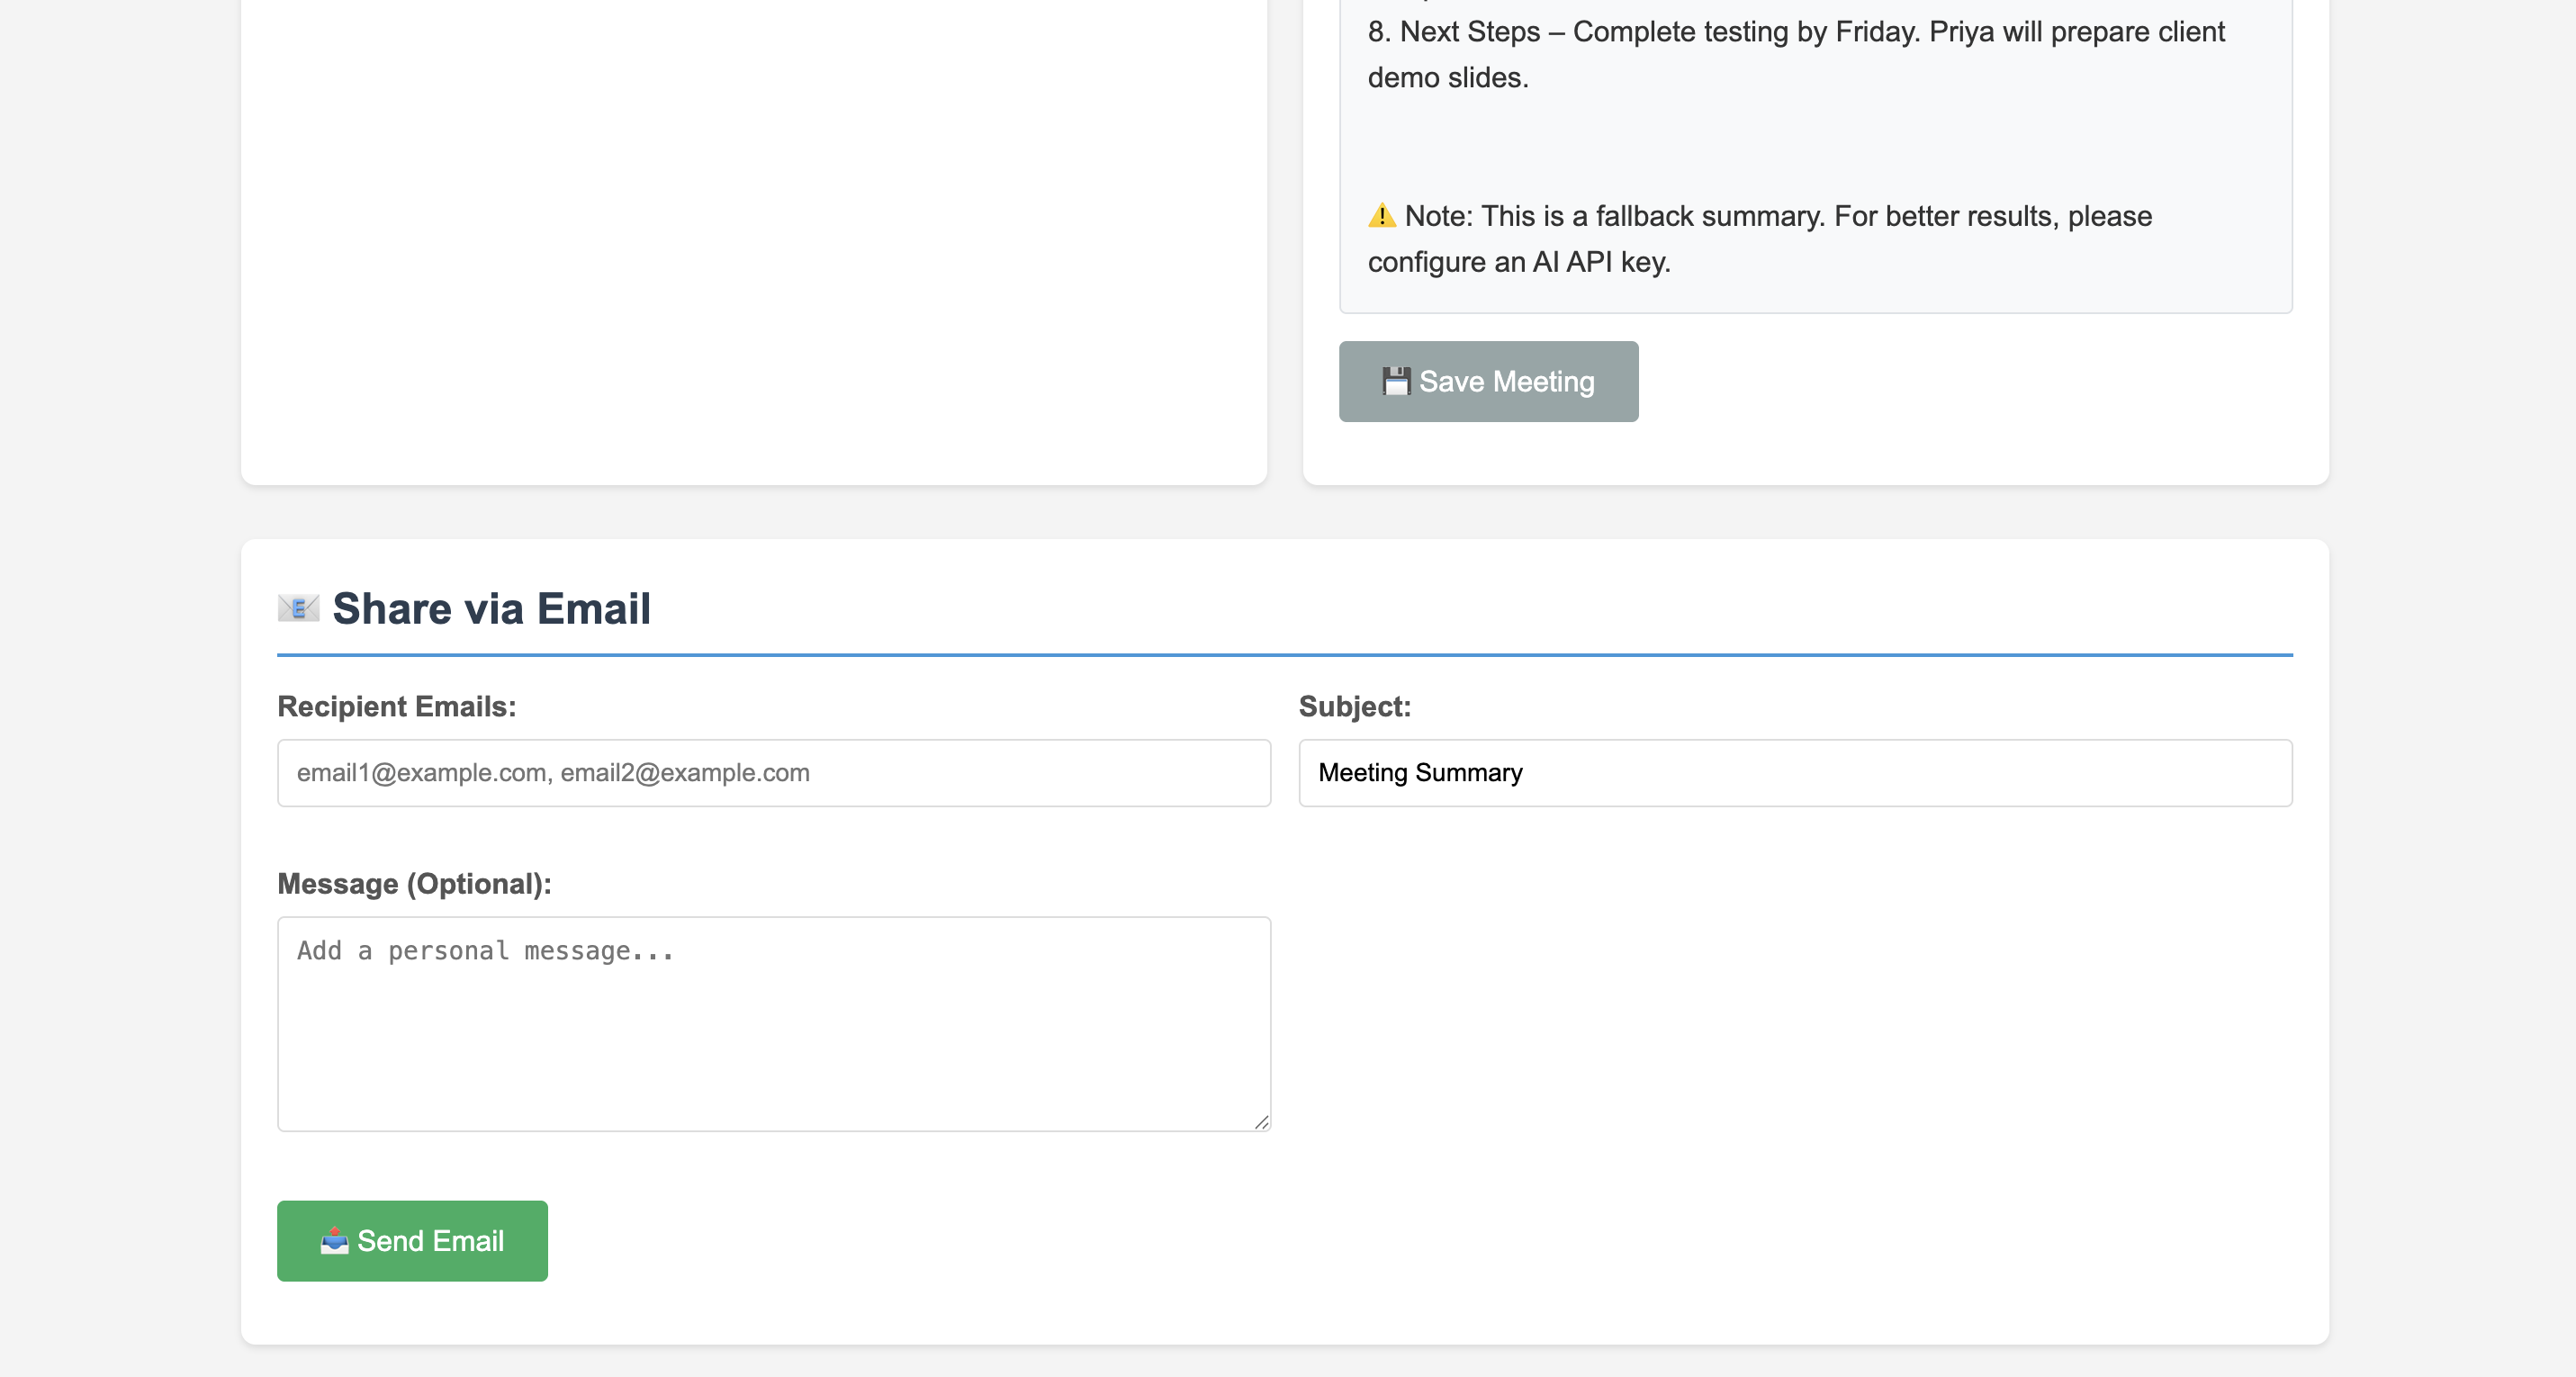 8. Next Steps – Complete testing by Friday. Priya will prepare client
demo slides.
⚠️ Note: This is a fallback summary. For better results, please
configure an AI API key.
💾 Save Meeting
📧 Share via Email
Recipient Emails:
email1@example.com, email2@example.com
Subject:
Meeting Summary
Message (Optional):
Add a personal message...
📤 Send Email